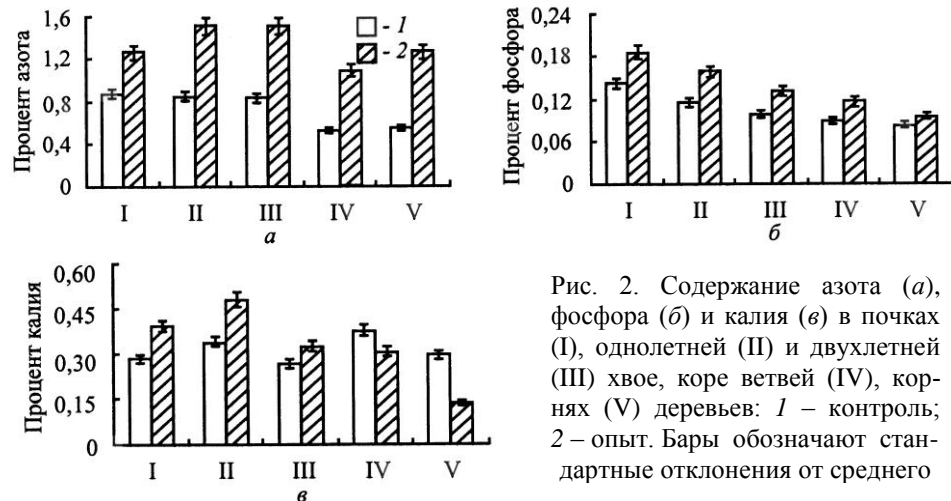 Процент азота
1,6
1,2
0,8
0,4
0
- 1
- 2
I II III IV V
а
Процент фосфора
0,24
0,18
0,12
0,06
0
I II III IV V
б
Процент калия
0,60
0,45
0,30
0,15
0
I II III IV V
в
Рис. 2. Содержание азота (а),
фосфора (б) и калия (в) в почках
(I), однолетней (II) и двухлетней
(III) хвое, коре ветвей (IV), кор-
нях (V) деревьев: 1 – контроль;
2 – опыт. Бары обозначают стан-
дартные отклонения от среднего